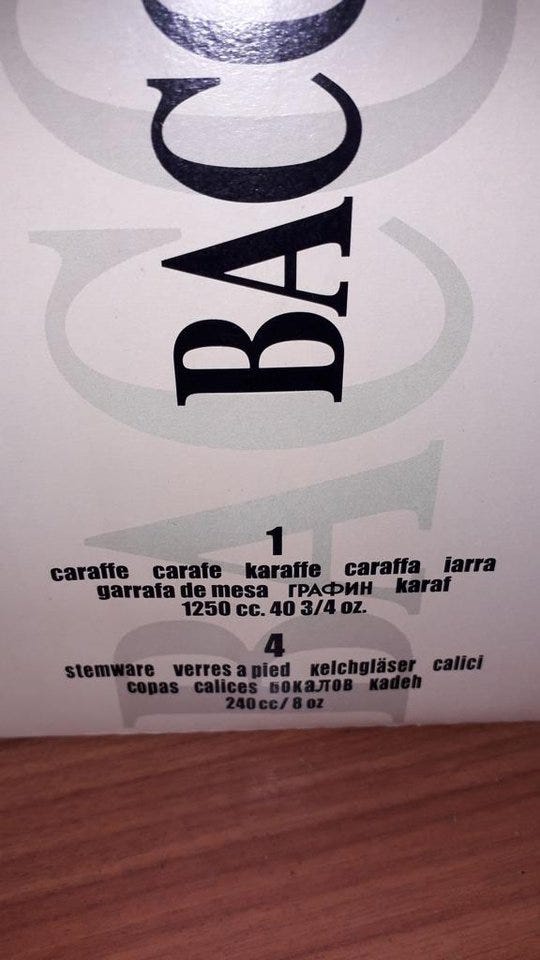 BACC
1
caraffe carafe karaffe caraffa iarra
garrafa de mesa ГРАФИН karaf
1250 cc. 40 3/4 oz.
4
stemware verres a pied kelchgläser calici
copas calices БОКАЛОВ kadeh
240 cc/ 8 oz